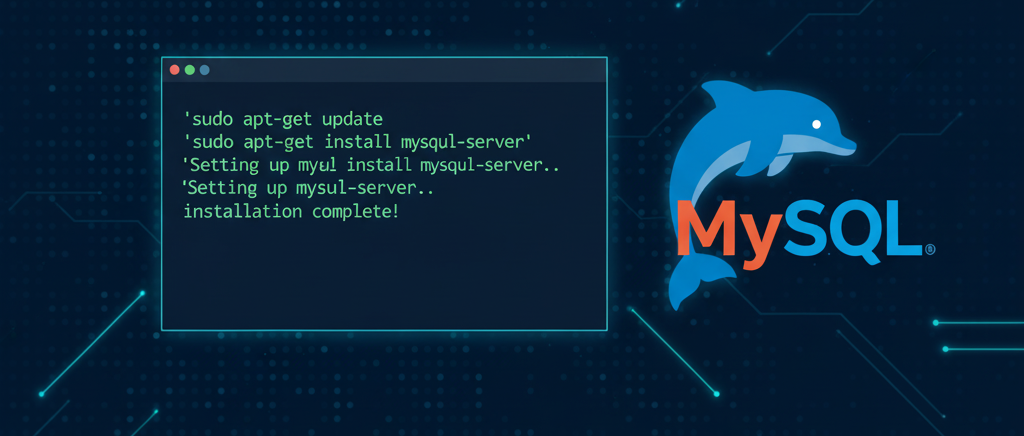 'sudo apt-get update
'sudo apt-get install mysqul-server'
'Setting up myul install mysqul-server..
'Setting up mysul-server..
installation complete!
MySQL®